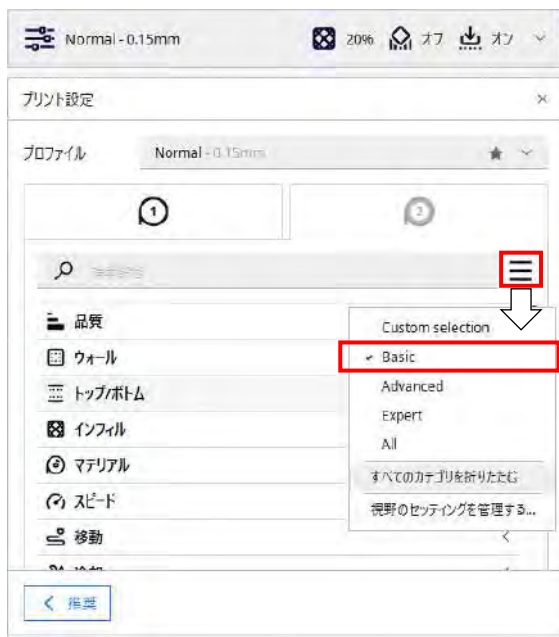 Normal - 0.15mm 20% オフ オン
プリント設定
プロファイル Normal - 0.15mm
1 2
品質
Custom selection
ウォール
Basic
トップ/ボトム
Advanced
Expert
インフィル
All
マテリアル
すべてのカテゴリを折りたたむ
スピード
視野のセッティングを管理する...
移動
推奨